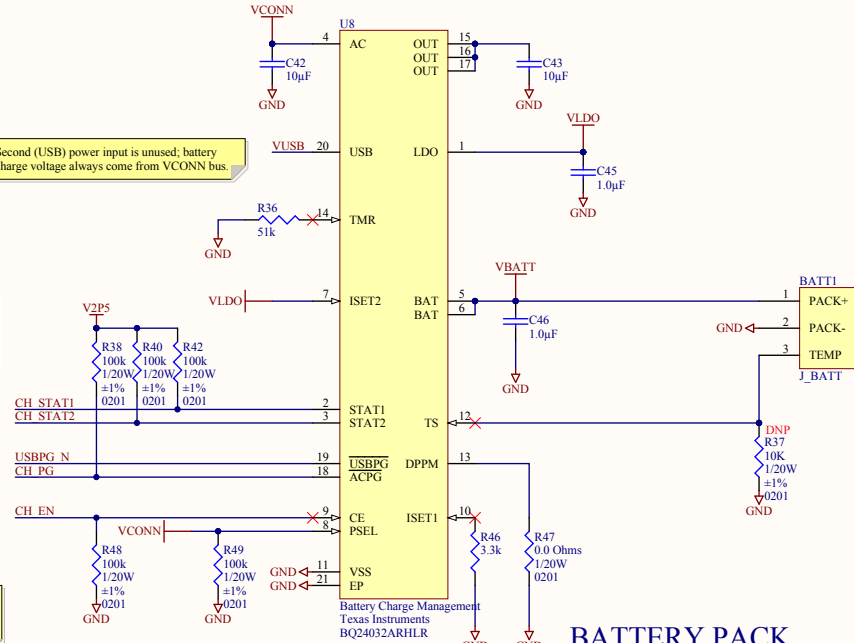 VCONN
U8
4 AC
OUT 15
OUT 16
OUT 17
C42
10µF
GND
C43
10µF
GND
VLDO
Second (USB) power input is unused; battery
charge voltage always come from VCONN bus.
VUSB 20 USB
LDO 1
C45
1.0µF
GND
R36
51k
14 TMR
GND
VBATT
BATT1
VLDO 7 ISET2
BAT 5
BAT 6
1 PACK+
C46
1.0µF
GND
GND 2 PACK-
3 TEMP
J_BATT
GND
V2P5
R38
100k
1/20W
±1%
0201
R40
100k
1/20W
±1%
0201
R42
100k
1/20W
±1%
0201
CH_STAT1 2 STAT1
CH_STAT2 3 STAT2
TS 12
DNP
R37
10K
1/20W
±1%
0201
GND
USBPG_N 19 USBPG
CH_PG 18 ACPG
DPPM 13
CH_EN 9 CE
VCONN 8 PSEL
ISET1 10
R48
100k
1/20W
±1%
0201
GND
R49
100k
1/20W
±1%
0201
GND
R46
3.3k
GND
R47
0.0 Ohms
1/20W
0201
GND
GND 11 VSS
GND 21 EP
Battery Charge Management
Texas Instruments
BQ24032ARHLR
BATTERY PACK